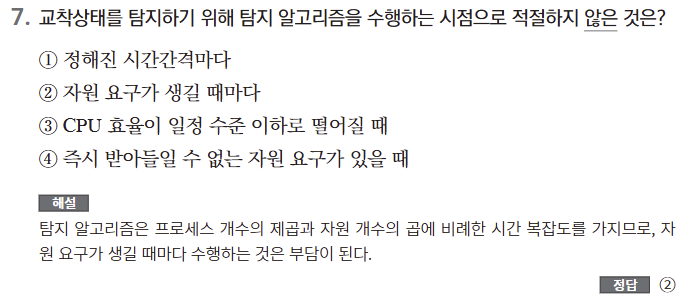 7. 교착상태를 탐지하기 위해 탐지 알고리즘을 수행하는 시점으로 적절하지 않은 것은?
① 정해진 시간간격마다
② 자원 요구가 생길 때마다
③ CPU 효율이 일정 수준 이하로 떨어질 때
④ 즉시 받아들일 수 없는 자원 요구가 있을 때
해설
탐지 알고리즘은 프로세스 개수의 제곱과 자원 개수의 곱에 비례한 시간 복잡도를 가지므로, 자
원 요구가 생길 때마다 수행하는 것은 부담이 된다.
정답 ②